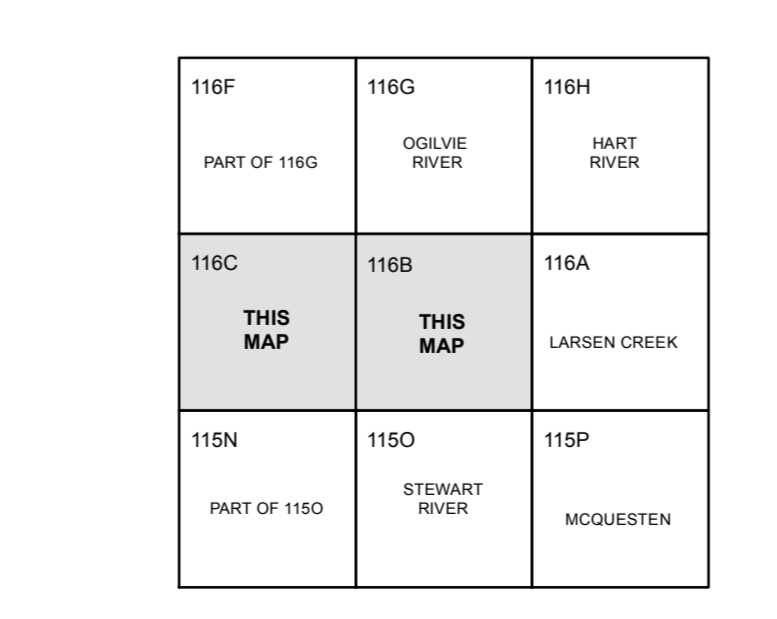 116F
116G
116H
PART OF 116G
OGILVIE
RIVER
HART
RIVER
116C
116B
116A
THIS
MAP
THIS
MAP
LARSEN CREEK
115N
115O
115P
PART OF 115O
STEWART
RIVER
MCQUESTEN